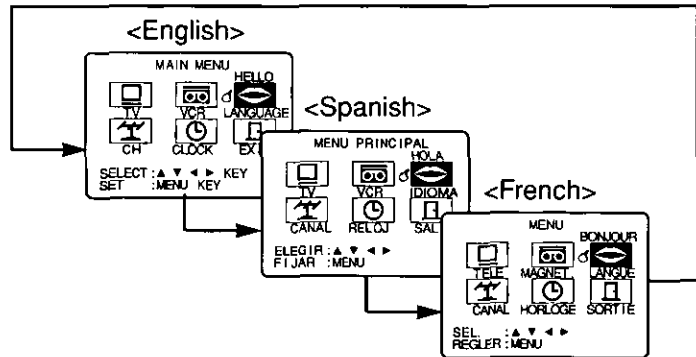 <English>
MAIN MENU
HELLO
TV VCR LANGUAGE
CH CLOCK
SELECT :▲ ▼ ◄ ► KEY
SET :MENU KEY
<Spanish>
MENU PRINCIPAL
HOLA
TV VCR IDIOMA
CANAL RELOJ
ELEGIR :▲ ▼ ◄ ►
FIJAR :MENU
<French>
MENU
BONJOUR
TELE MAGNET LANGUE
CANAL HORLOGE SORTIE
SEL. :▲ ▼ ◄ ►
REGLER :MENU